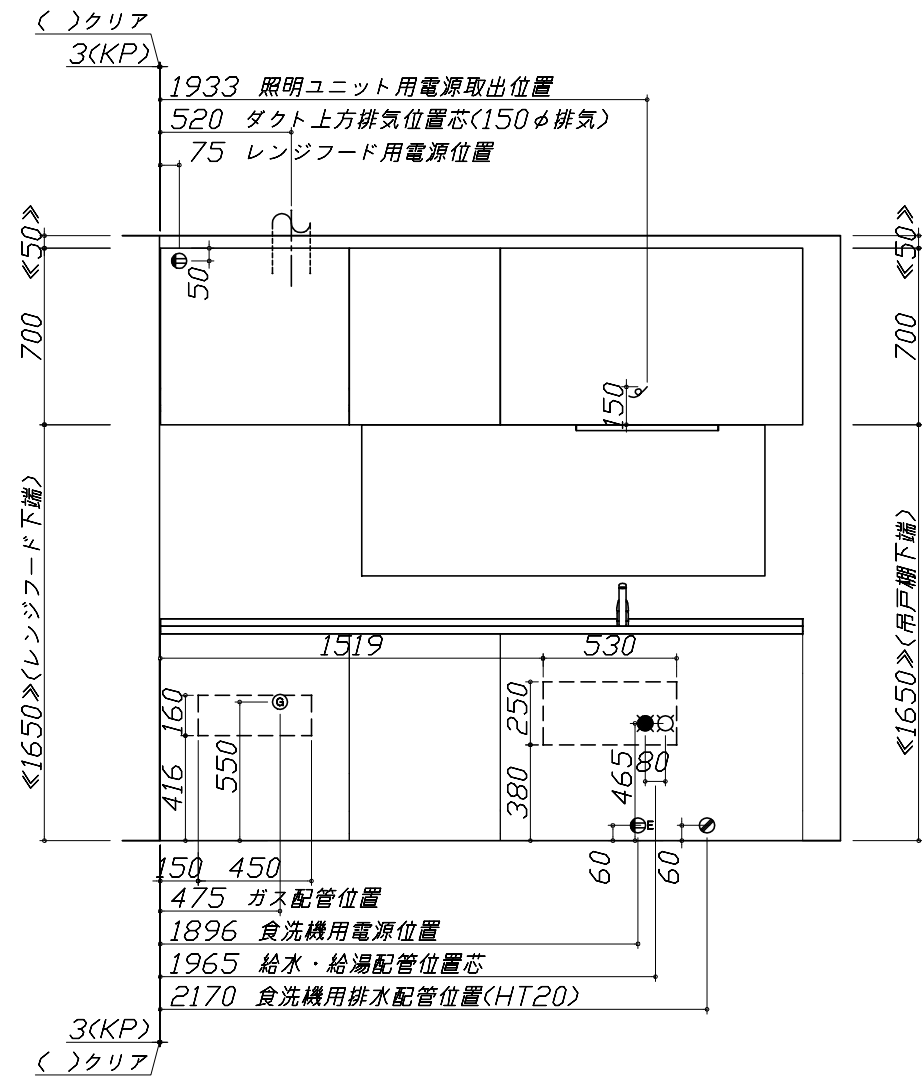 ( )クリア
3(KP)
1933 照明ユニット用電源取出位置
520 ダクト上方排気位置芯(150φ排気)
75 レンジフード用電源位置
≪50≫
≪50≫
50
700
700
150
≪1650≫(レンジフード下端)
≪1650≫(吊戸棚下端)
1519
530
160
G
250
550
416
380
465
80
E
60
60
150
450
475 ガス配管位置
1896 食洗機用電源位置
1965 給水・給湯配管位置芯
2170 食洗機用排水配管位置(HT20)
3(KP)
( )クリア